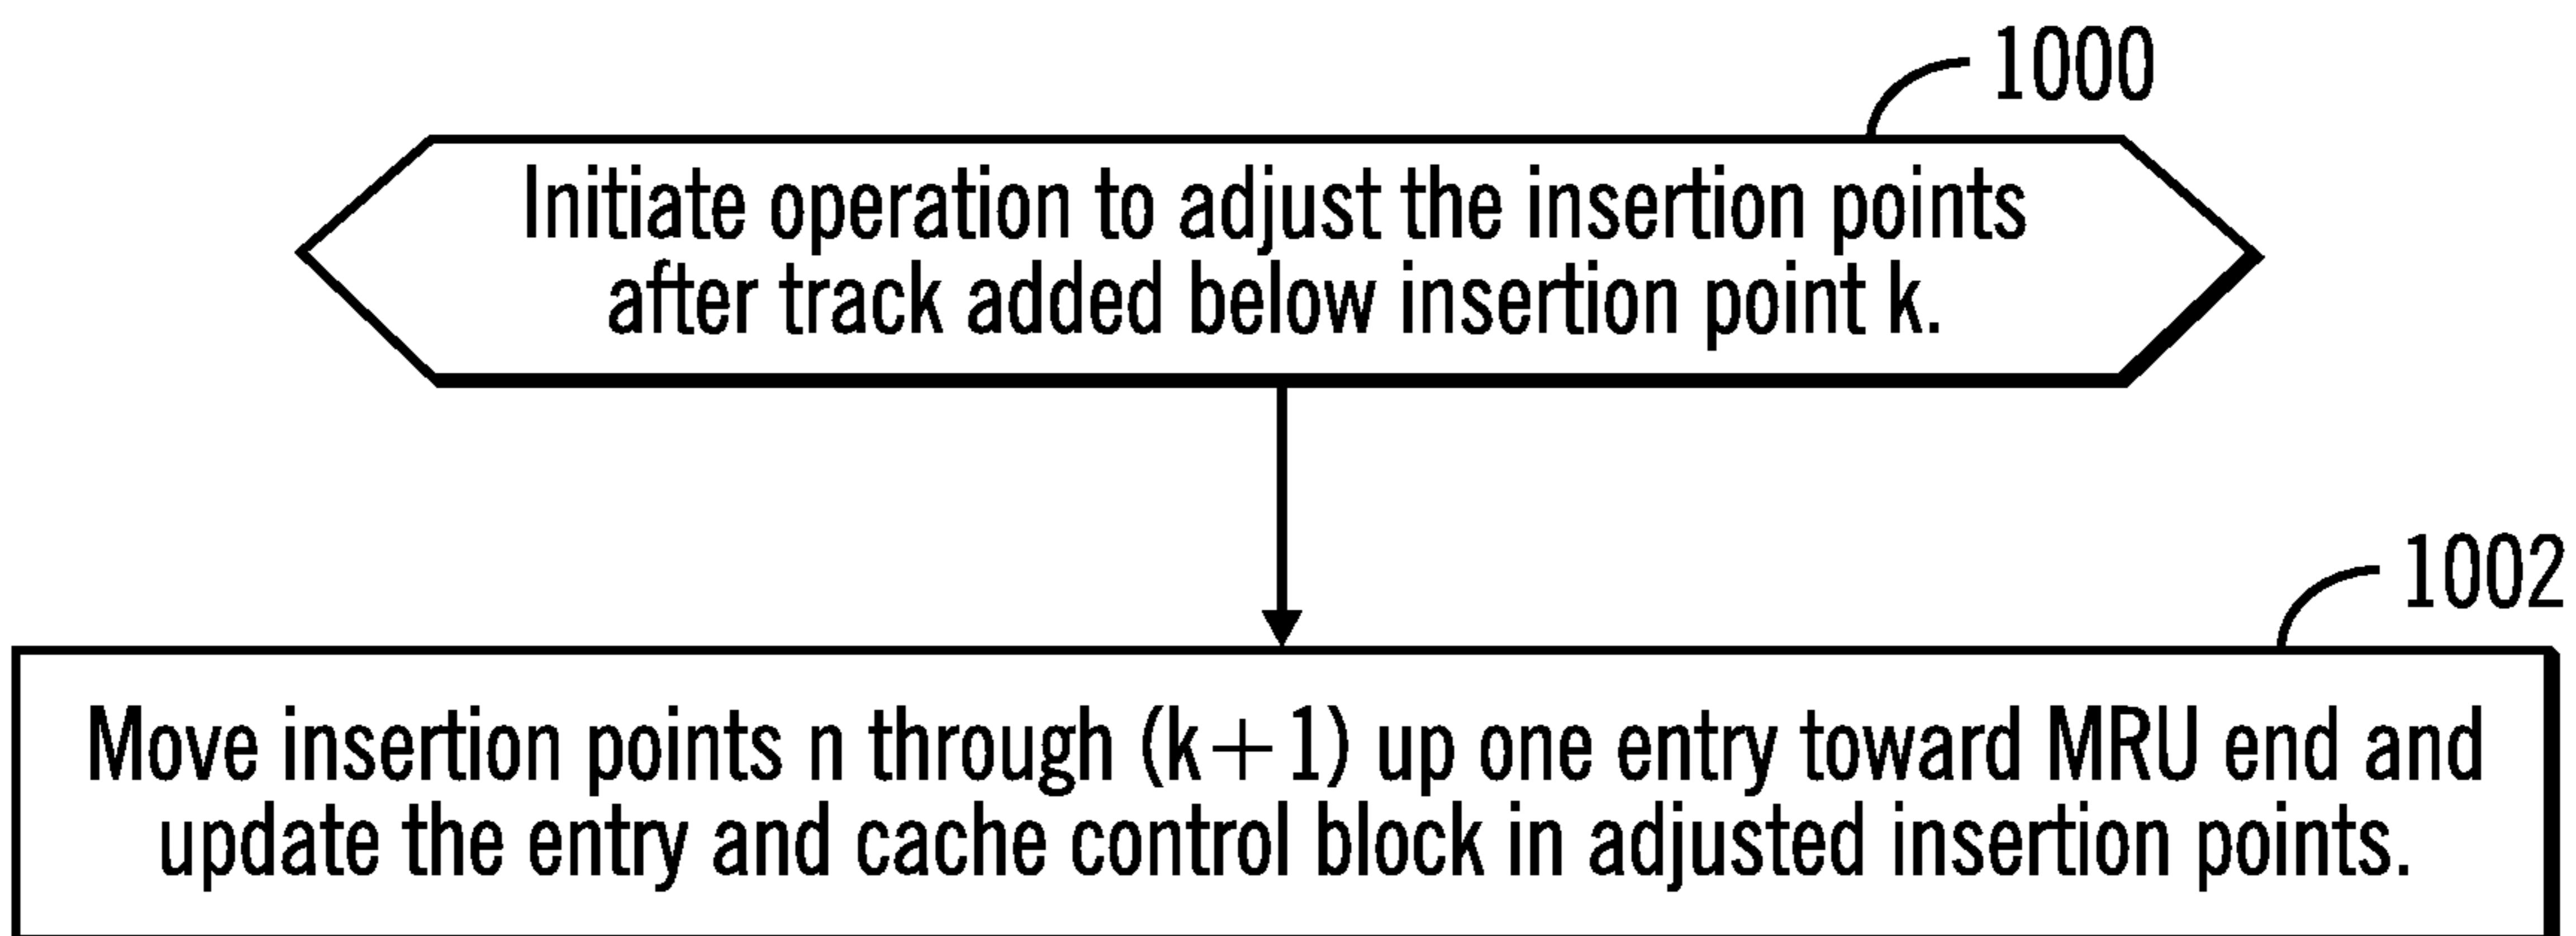 1000
Initiate operation to adjust the insertion points
after track added below insertion point k.
1002
Move insertion points n through (k+1) up one entry toward MRU end and
update the entry and cache control block in adjusted insertion points.